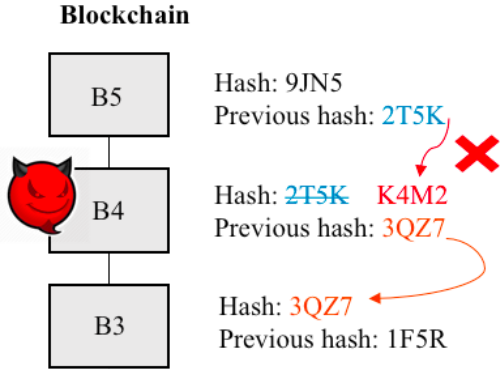 Blockchain
B5
Hash: 9JN5
Previous hash: 2T5K
B4
Hash: 2T5K K4M2
Previous hash: 3QZ7
B3
Hash: 3QZ7
Previous hash: 1F5R